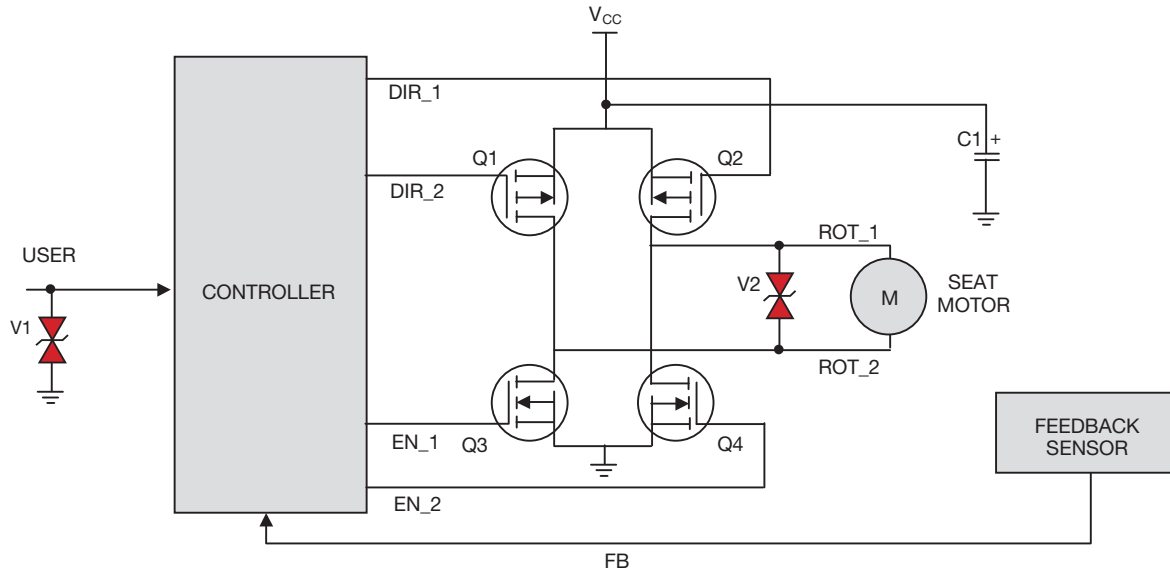 V_CC
DIR_1
C1 +
Q1
Q2
DIR_2
USER
ROT_1
CONTROLLER
V2
M
SEAT
MOTOR
V1
ROT_2
EN_1
Q3
Q4
FEEDBACK
SENSOR
EN_2
FB